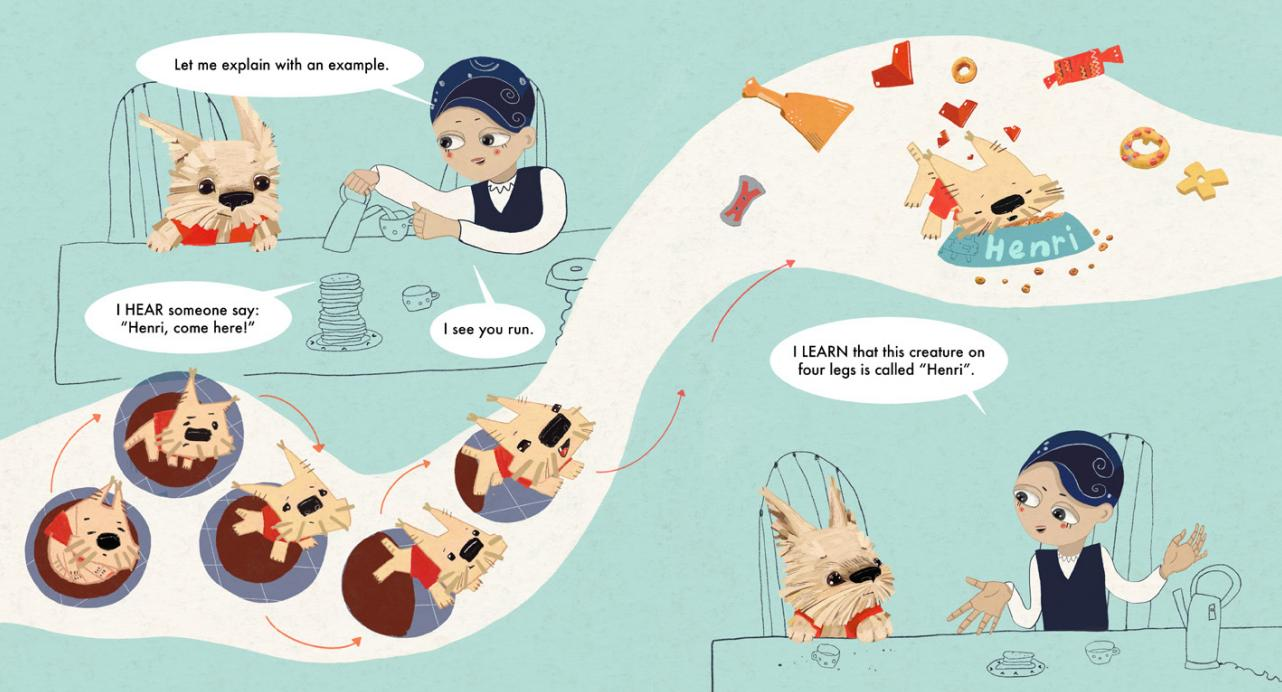 Let me explain with an example.
I HEAR someone say:
“Henri, come here!”
I see you run.
Henri
I LEARN that this creature on
four legs is called “Henri”.